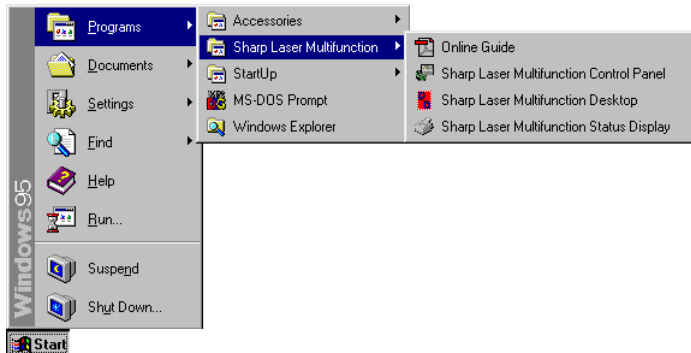 Programs
Documents
Settings
Find
Help
Run...
Suspend
Shut Down...
Windows95
Start
Accessories
Sharp Laser Multifunction
StartUp
MS-DOS Prompt
Windows Explorer
Online Guide
Sharp Laser Multifunction Control Panel
Sharp Laser Multifunction Desktop
Sharp Laser Multifunction Status Display